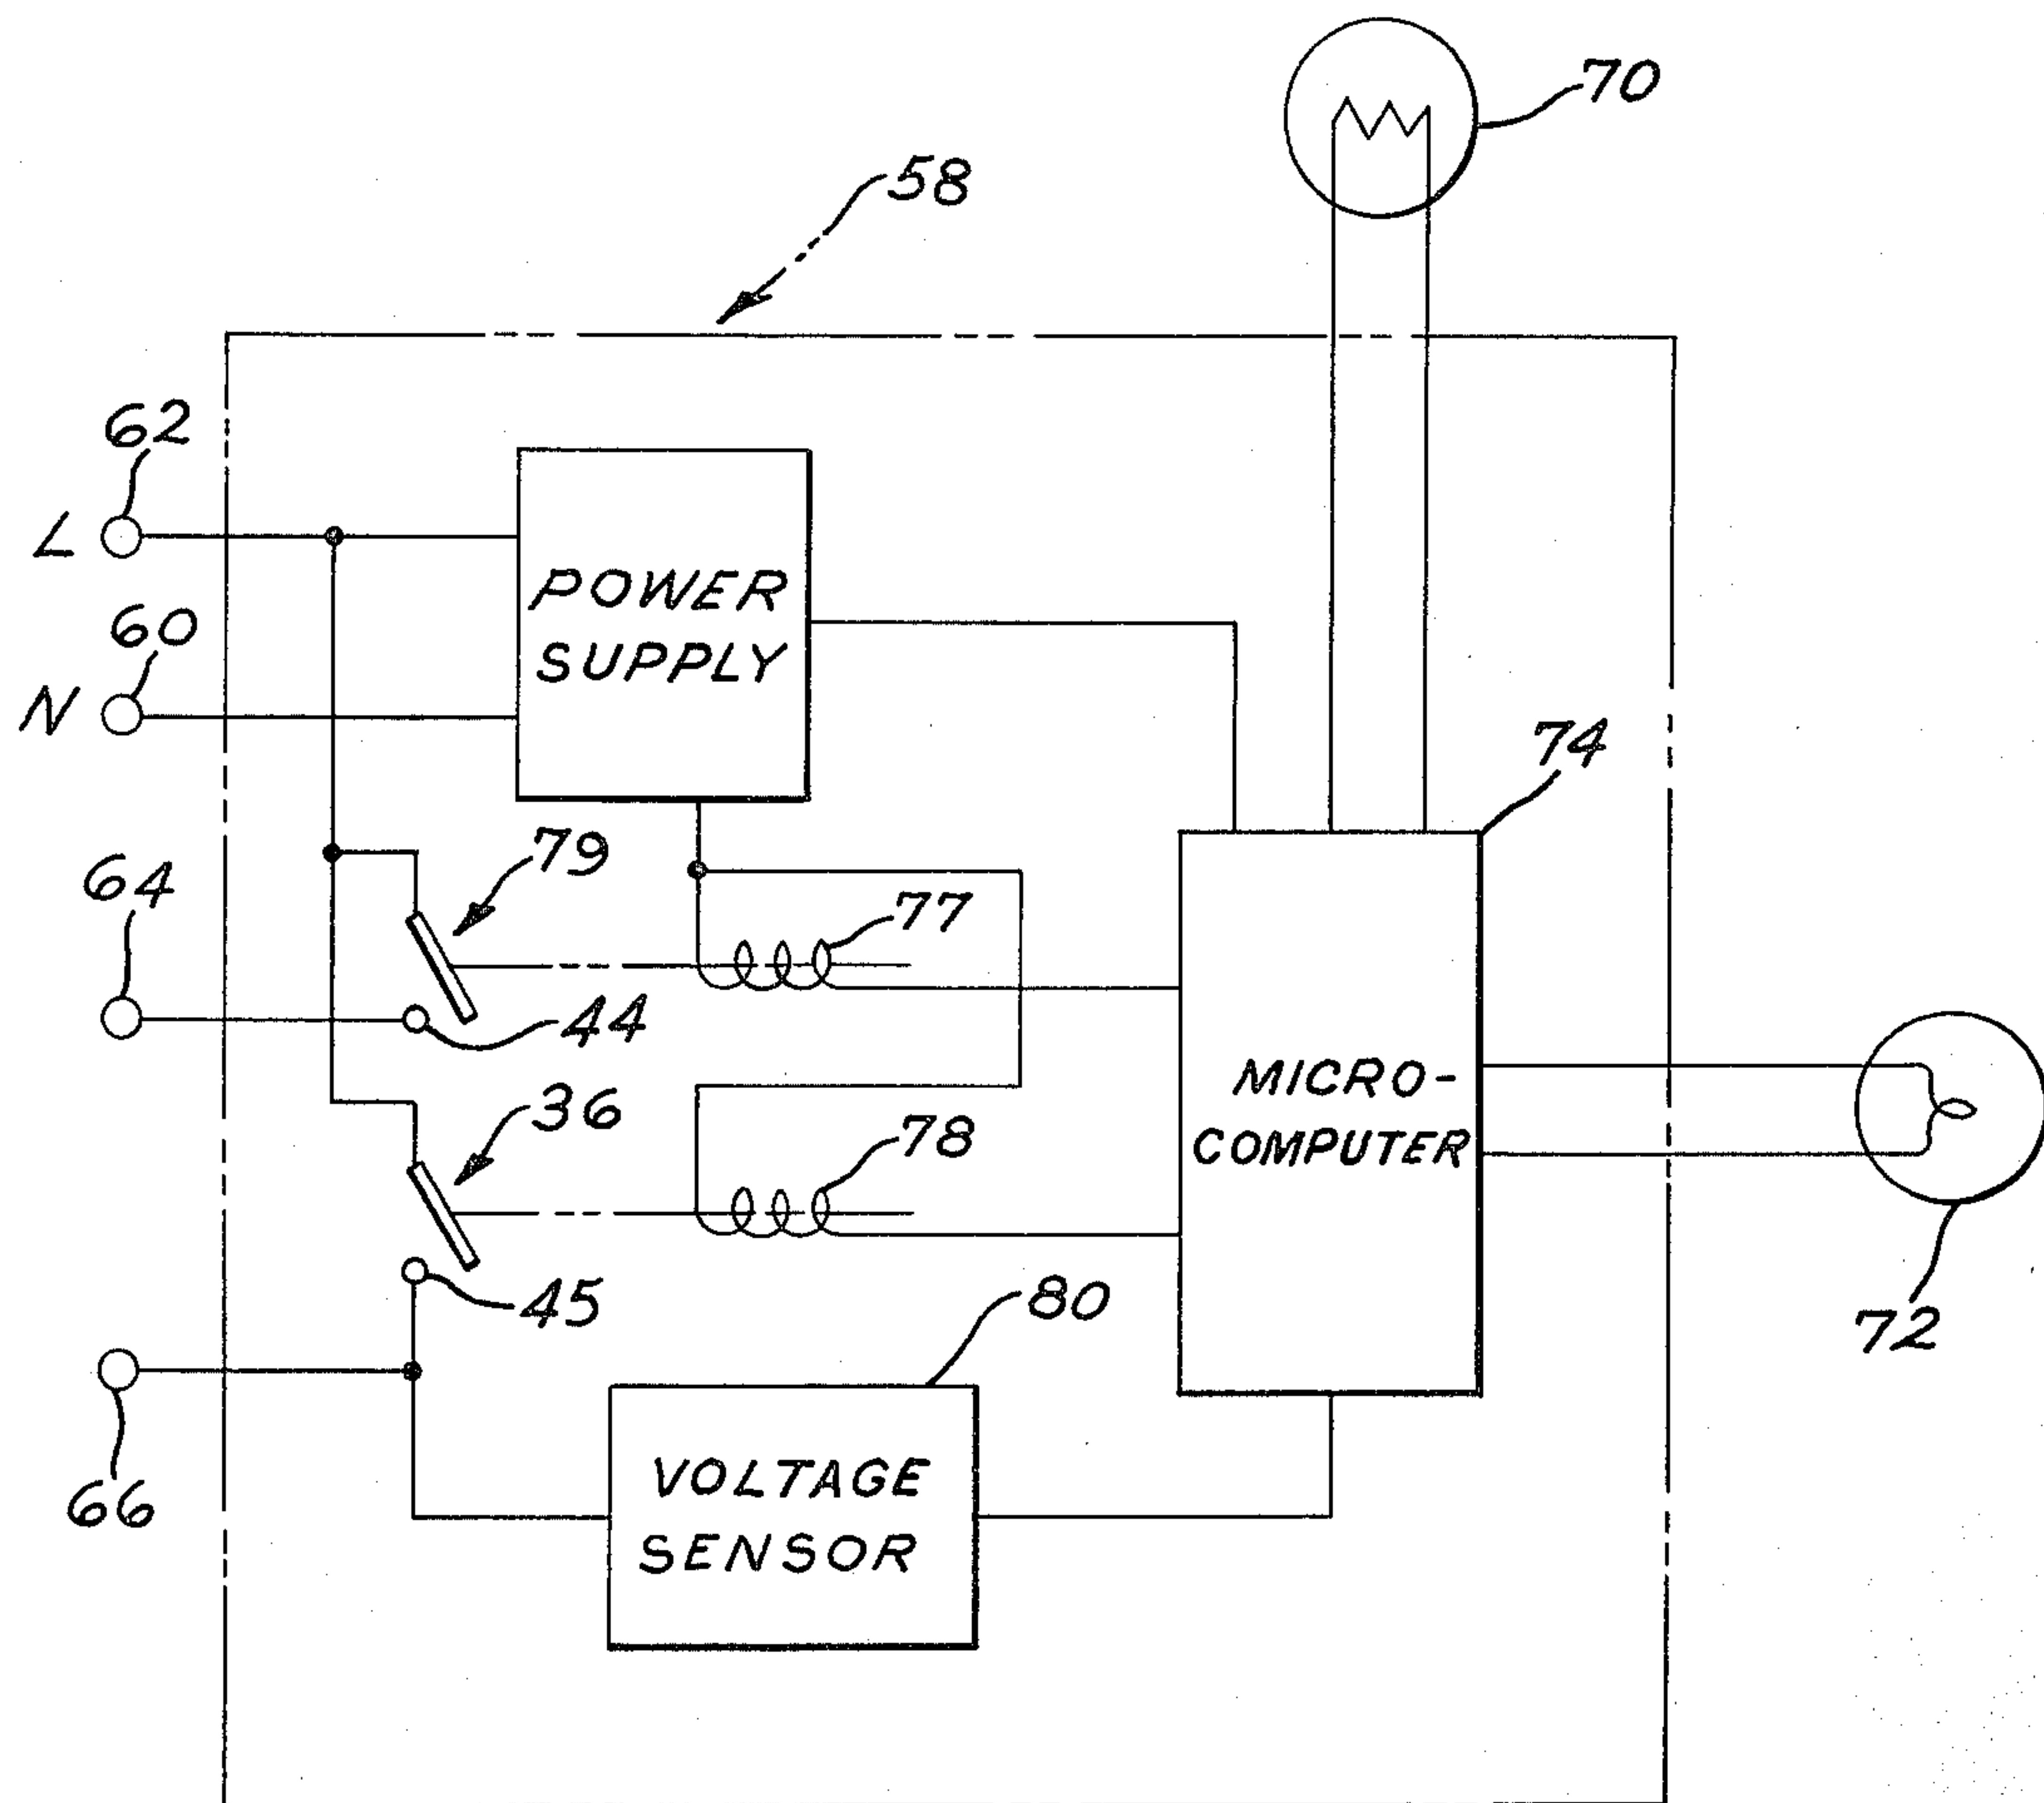 70
58
62
L
POWER
SUPPLY
60
N
74
79
64
77
44
MICRO-
COMPUTER
36
78
45
80
72
66
VOLTAGE
SENSOR